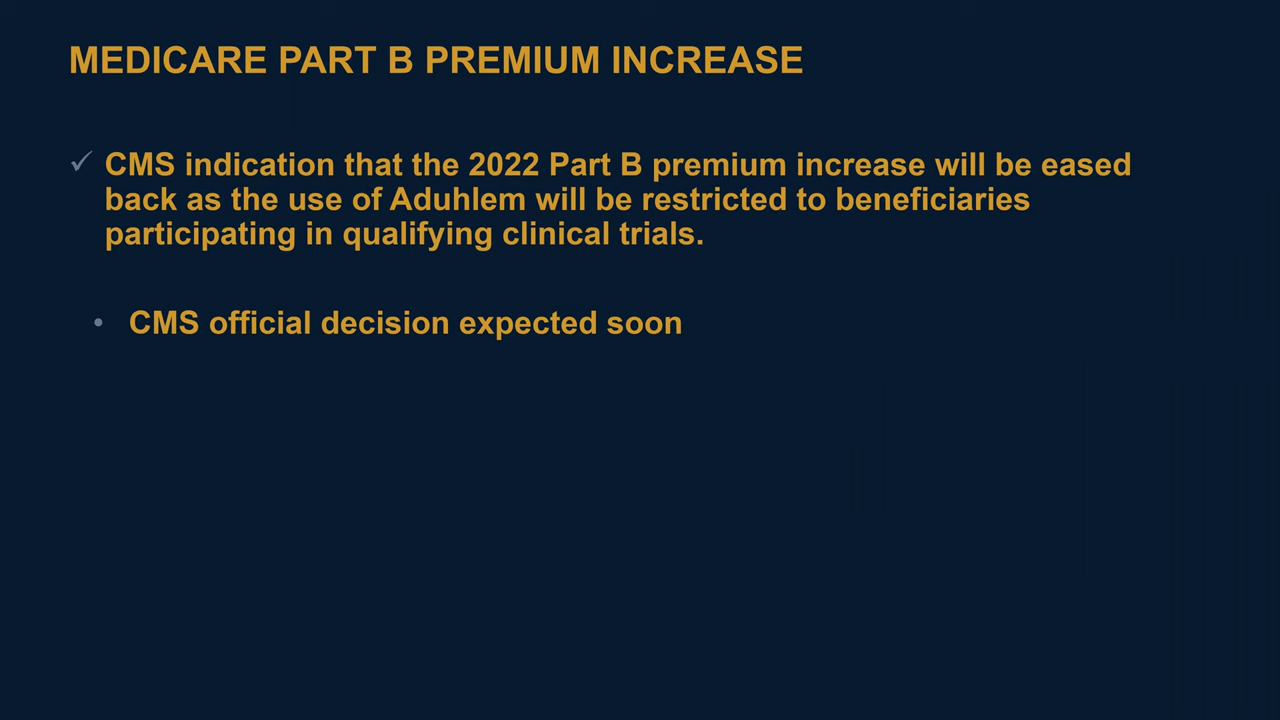 MEDICARE PART B PREMIUM INCREASE
✓ CMS indication that the 2022 Part B premium increase will be eased
back as the use of Aduhlem will be restricted to beneficiaries
participating in qualifying clinical trials.
• CMS official decision expected soon